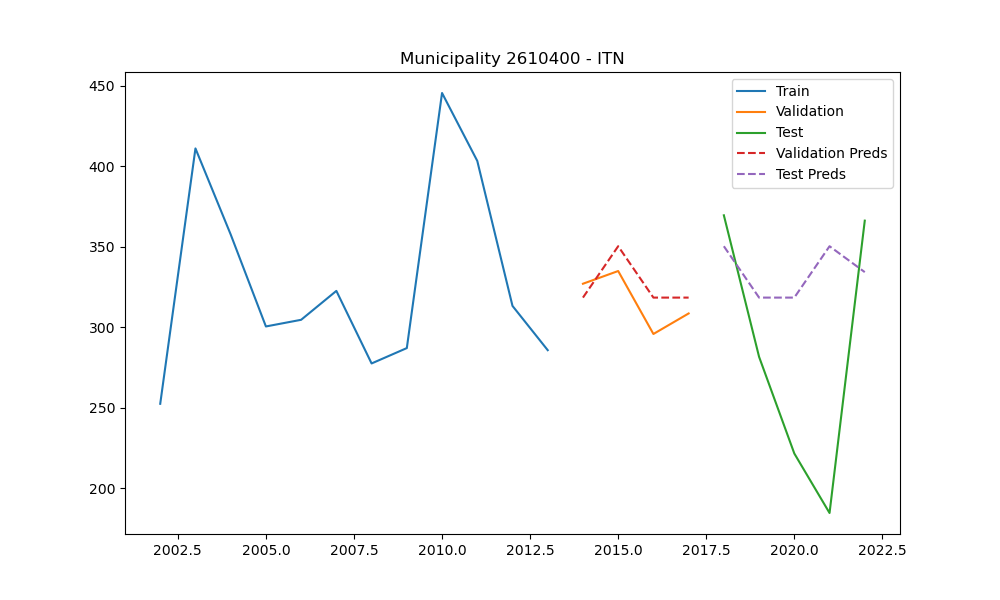 Municipality 2610400 - ITN
450
400
350
300
250
200
Train
Validation
Test
Validation Preds
Test Preds
2002.5 2005.0 2007.5 2010.0 2012.5 2015.0 2017.5 2020.0 2022.5